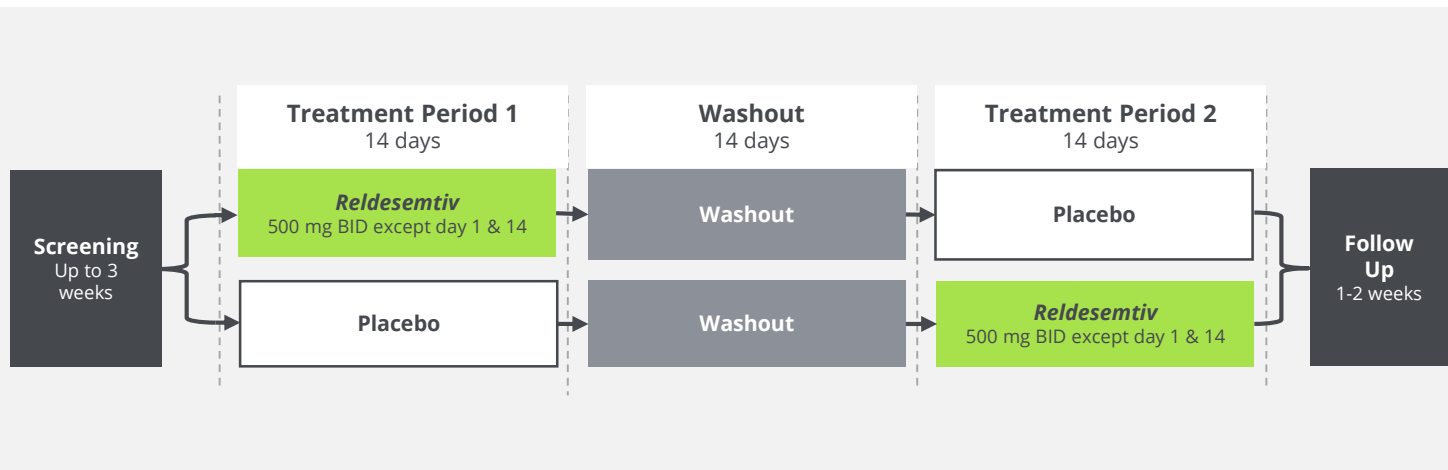 Treatment Period 1
14 days
Washout
14 days
Treatment Period 2
14 days
Screening
Up to 3
weeks
Reldesemtiv
500 mg BID except day 1 & 14
Washout
Placebo
Placebo
Washout
Reldesemtiv
500 mg BID except day 1 & 14
Follow
Up
1-2 weeks